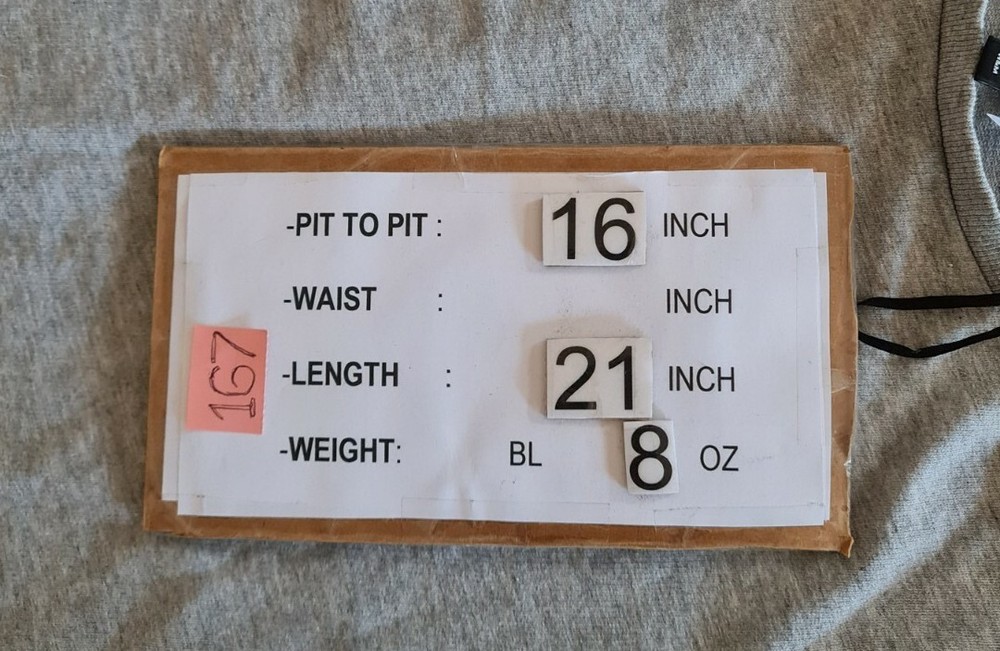 -PIT TO PIT : 16 INCH
-WAIST : INCH
-LENGTH : 21 INCH
-WEIGHT: BL 8 OZ
167